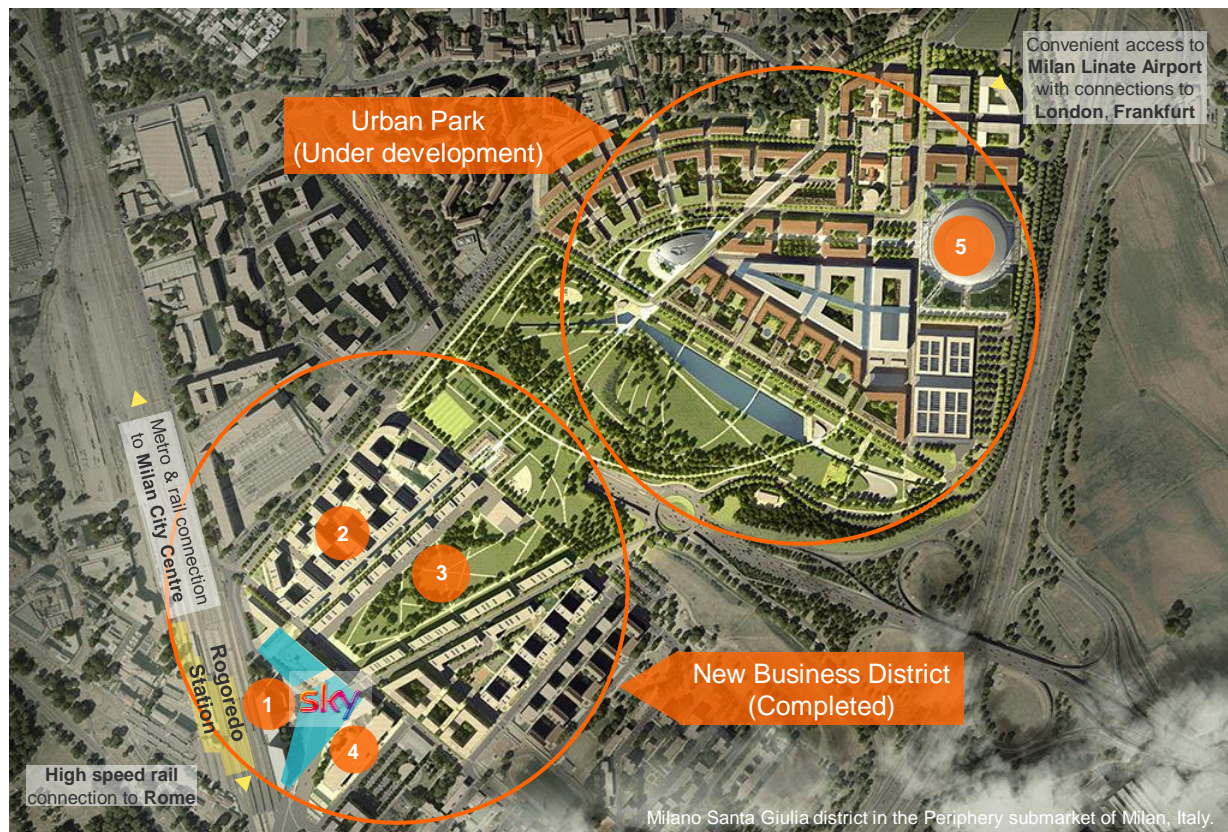 Convenient access to
Milan Linate Airport
with connections to
London, Frankfurt
Urban Park
(Under development)
5
Metro & rail connection
to Milan City Centre
2
3
Rogoredo
Station
1
sky
4
New Business District
(Completed)
High speed rail
connection to Rome
Milano Santa Giulia district in the Periphery submarket of Milan, Italy.